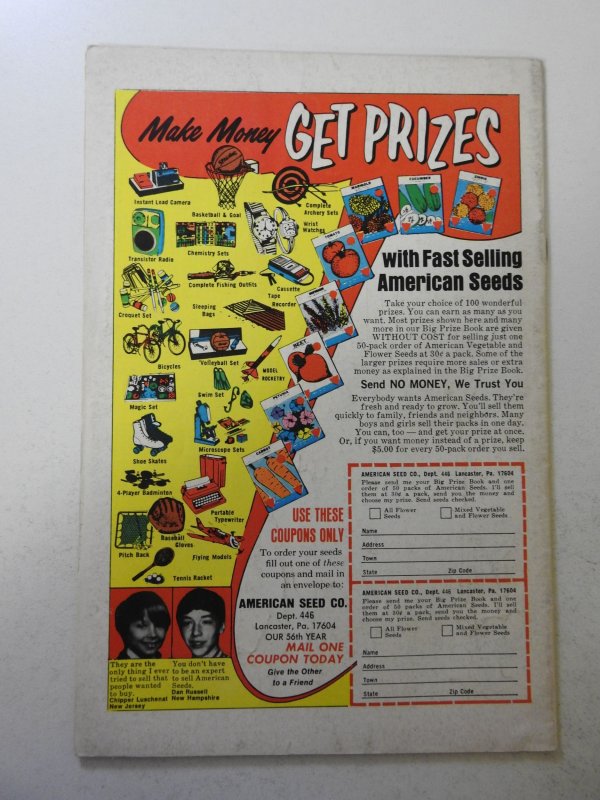 Make Money GET PRIZES
Instant Load Camera
Basketball & Goal
Complete
Archery Sets
Wrist
Watches
Transistor Radio
Chemistry Sets
Complete Fishing Outfits
Cassette
Tape
Recorder
Croquet Set
Sleeping
Bags
Bicycles
Volleyball Set
MODEL
ROCKETRY
Magic Set
Swim Set
Shoe Skates
Microscope Sets
4-Player Badminton
Portable
Typewriter
Pitch Back
Baseball
Gloves
Flying Models
Tennis Racket
MARIGOLD
CUCUMBER
ZINNIA
TOMATO
BEET
PETUNIA
CARROT
with Fast Selling
American Seeds
Take your choice of 100 wonderful
prizes. You can earn as many as you
want. Most prizes shown here and many
more in our Big Prize Book are given
WITHOUT COST for selling just one
50-pack order of American Vegetable and
Flower Seeds at 30¢ a pack. Some of the
larger prizes require more sales or extra
money as explained in the Big Prize Book.
Send NO MONEY, We Trust You
Everybody wants American Seeds. They're
fresh and ready to grow. You'll sell them
quickly to family, friends and neighbors. Many
boys and girls sell their packs in one day.
You can, too — and get your prize at once.
Or, if you want money instead of a prize, keep
$5.00 for every 50-pack order you sell.
USE THESE
COUPONS ONLY
To order your seeds
fill out one of these
coupons and mail in
an envelope to:
AMERICAN SEED CO.
Dept. 446
Lancaster, Pa. 17604
OUR 56th YEAR
MAIL ONE
COUPON TODAY
Give the Other
to a Friend
AMERICAN SEED CO., Dept. 446 Lancaster, Pa. 17604
Please send me your Big Prize Book and one
order of 50 packs of American Seeds. I'll sell
them at 30¢ a pack, send you the money and
choose my prize. Send seeds checked.
All Flower
Seeds
Mixed Vegetable
and Flower Seeds
Name
Address
Town
State Zip Code
AMERICAN SEED CO., Dept. 446 Lancaster, Pa. 17604
Please send me your Big Prize Book and one
order of 50 packs of American Seeds. I'll sell
them at 30¢ a pack, send you the money and
choose my prize. Send seeds checked.
All Flower
Seeds
Mixed Vegetable
and Flower Seeds
Name
Address
Town
State Zip Code
They are the
only thing I ever
tried to sell that
people wanted
to buy.
Chipper Luschenat
New Jersey
You don't have
to be an expert
to sell American
Seeds.
Dan Russell
New Hampshire